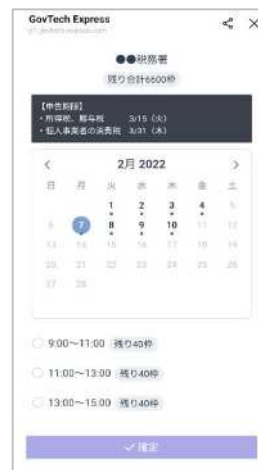 GovTech Express
●●税務署
残り合計6600枠
【申告期限】
・所得税、贈与税 3/15（火）
・個人事業者の消費税 3/31（木）
2月 2022
日 月 火 水 木 金 土
1 2 3 4 5
6 7 8 9 10 11 12
13 14 15 16 17 18 19
20 21 22 23 24 25 26
27 28
9:00～11:00 残り40枠
11:00～13:00 残り40枠
13:00～15:00 残り40枠
✓確定